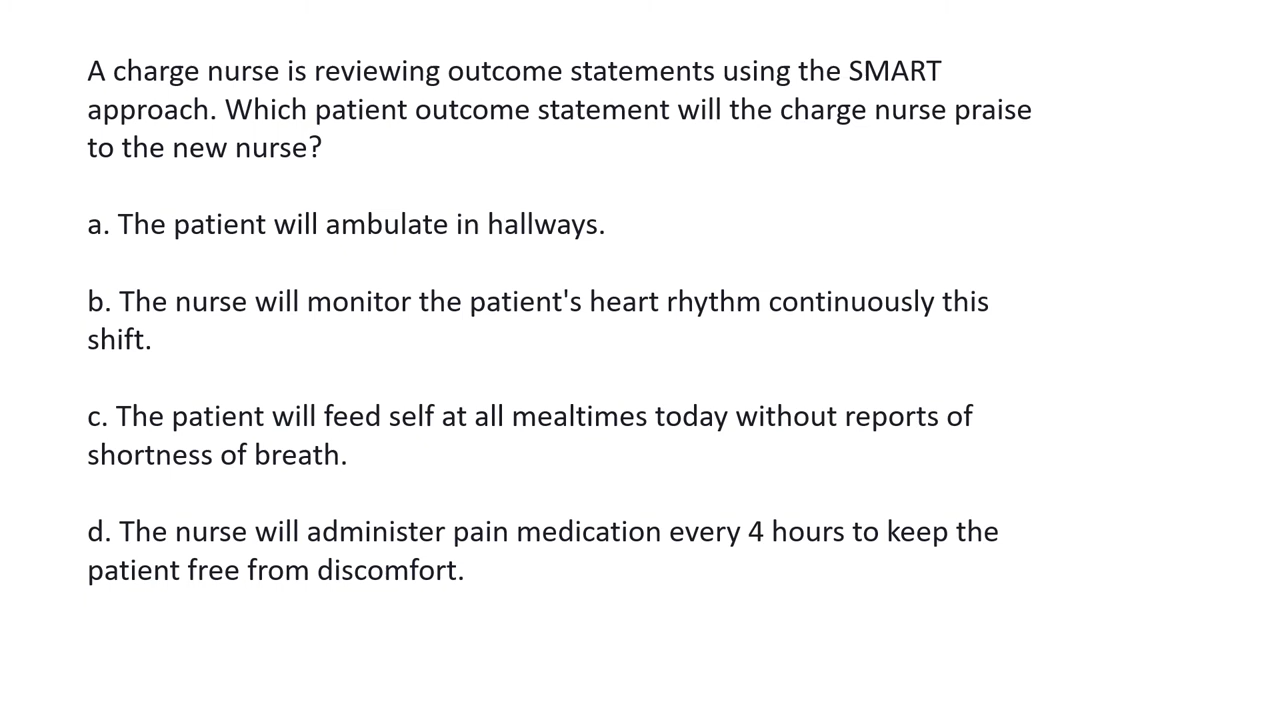 A charge nurse is reviewing outcome statements using the SMART
approach. Which patient outcome statement will the charge nurse praise
to the new nurse?
a. The patient will ambulate in hallways.
b. The nurse will monitor the patient's heart rhythm continuously this
shift.
c. The patient will feed self at all mealtimes today without reports of
shortness of breath.
d. The nurse will administer pain medication every 4 hours to keep the
patient free from discomfort.